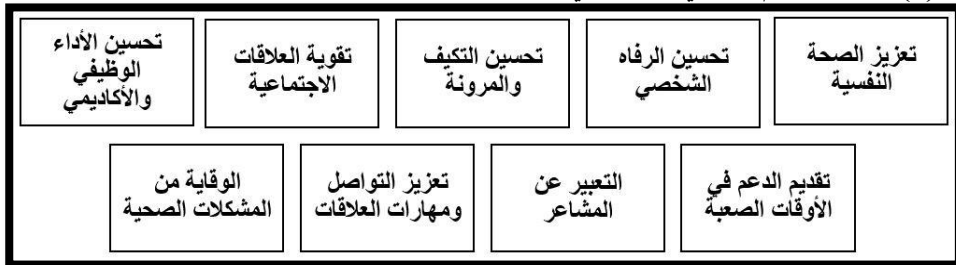 تعزيز الصحة
النفسية
تحسين الرفاه
الشخصي
تحسين التكيف
والمرونة
تقوية العلاقات
الاجتماعية
تحسين الأداء
الوظيفي
والأكاديمي
تقديم الدعم في
الأوقات الصعبة
التعبير عن
المشاعر
تعزيز التواصل
ومهارات العلاقات
الوقاية من
المشكلات الصحية